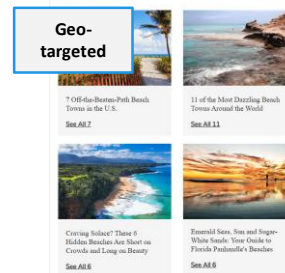 Geo-
targeted
7 Off-the-Beaten-Path Beach
Towns in the U.S.
See All 7
11 of the Most Dazzling Beach
Towns Around the World
See All 11
Craving Solace? These 6
Hidden Beaches Are Short on
Crowds and Long on Beauty
See All 6
Emerald Seas, Sun and Sugar-
White Sands: Your Guide to
Florida Panhandle's Beaches
See All 6